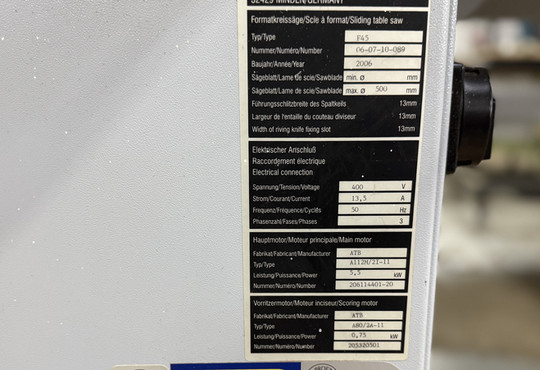 32425 MINDEN/GERMANY
Formatkreissäge/Scie à format/Sliding table saw
Typ/Type F45
Nummer/Numéro/Number 06-07-10-089
Baujahr/Année/Year 2006
Sägeblatt/Lame de scie/Sawblade min. ø mm
Sägeblatt/Lame de scie/Sawblade max. ø 500 mm
Führungsschlitzbreite des Spaltkeils 13mm
Largeur de l'entaille du couteau diviseur 13mm
Width of riving knife fixing slot 13mm
Elektrischer Anschluß
Raccordement électrique
Electrical connection
Spannung/Tension/Voltage 400 V
Strom/Courant/Current 13,5 A
Frequenz/Fréquence/Cycl/s 50 Hz
Phasenzahl/Fases/Phases 3
Hauptmotor/Moteur principale/Main motor
Fabrikat/Fabricant/Manufacturer ATB
Typ/Type A112M/2I-11
Leistung/Puissance/Power 5,5 kW
Nummer/Numéro/Number 206114401-20
Vorritzermotor/Moteur inciseur/Scoring motor
Fabrikat/Fabricant/Manufacturer ATB
Typ/Type A80/2A-11
Leistung/Puissance/Power 0,75 kW
Nummer/Numéro/Number 205320301